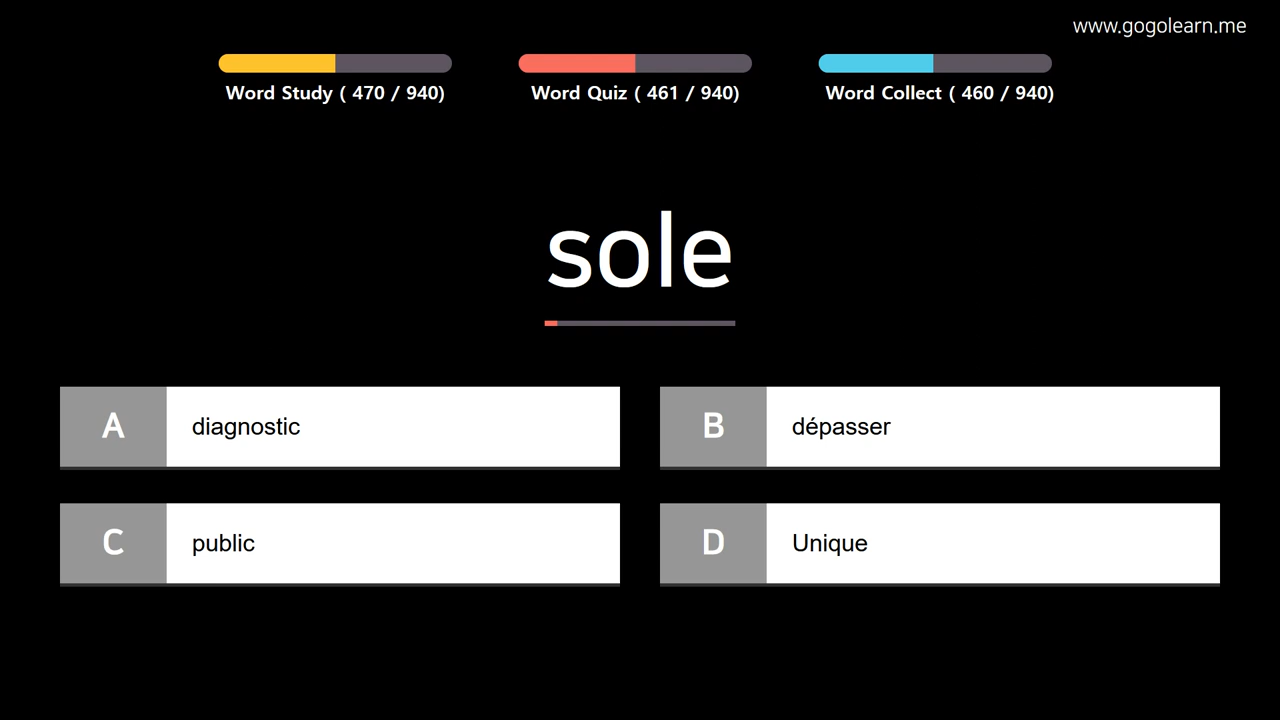 www.gogolearn.me
Word Study ( 470 / 940)
Word Quiz ( 461 / 940)
Word Collect ( 460 / 940)
sole
A
diagnostic
B
dépasser
C
public
D
Unique